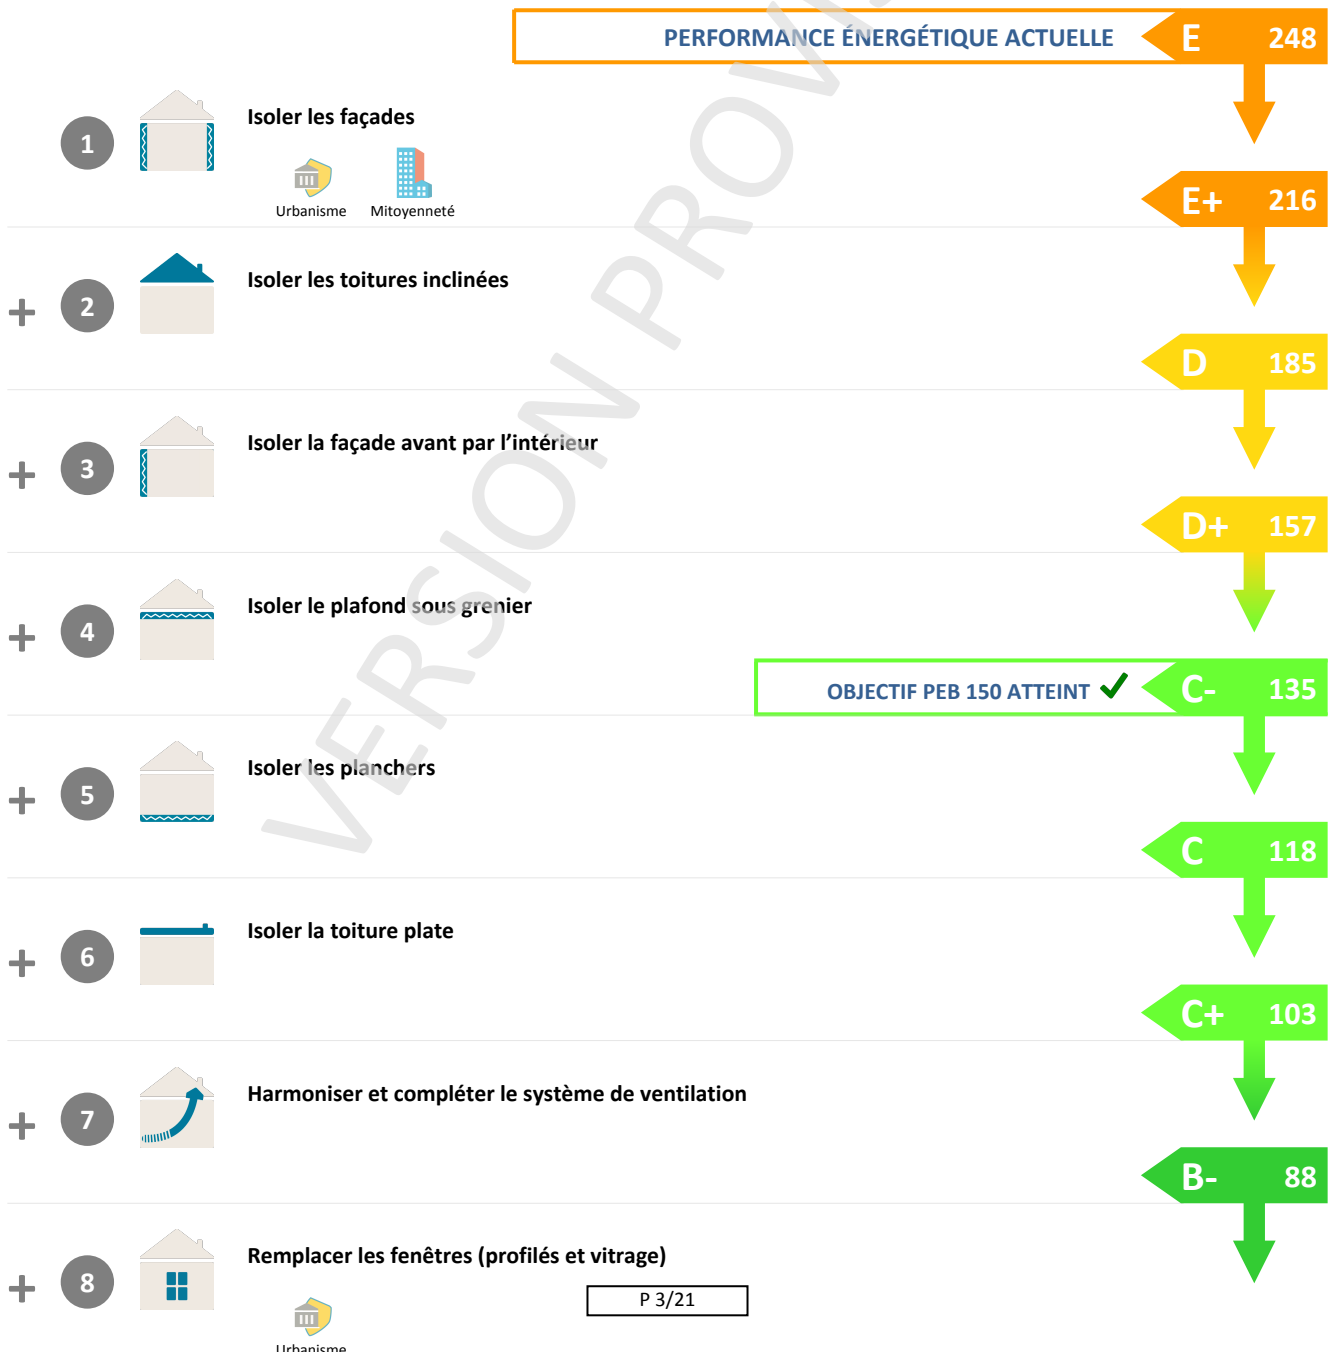 PERFORMANCE ÉNERGÉTIQUE ACTUELLE E 248
1 Isoler les façades
Urbanisme Mitoyenneté
E+ 216
+ 2 Isoler les toitures inclinées
D 185
+ 3 Isoler la façade avant par l’intérieur
D+ 157
+ 4 Isoler le plafond sous grenier
OBJECTIF PEB 150 ATTEINT C- 135
+ 5 Isoler les planchers
C 118
+ 6 Isoler la toiture plate
C+ 103
+ 7 Harmoniser et compléter le système de ventilation
B- 88
+ 8 Remplacer les fenêtres (profilés et vitrage)
P 3/21
Urbanisme
VERSION PROVIS